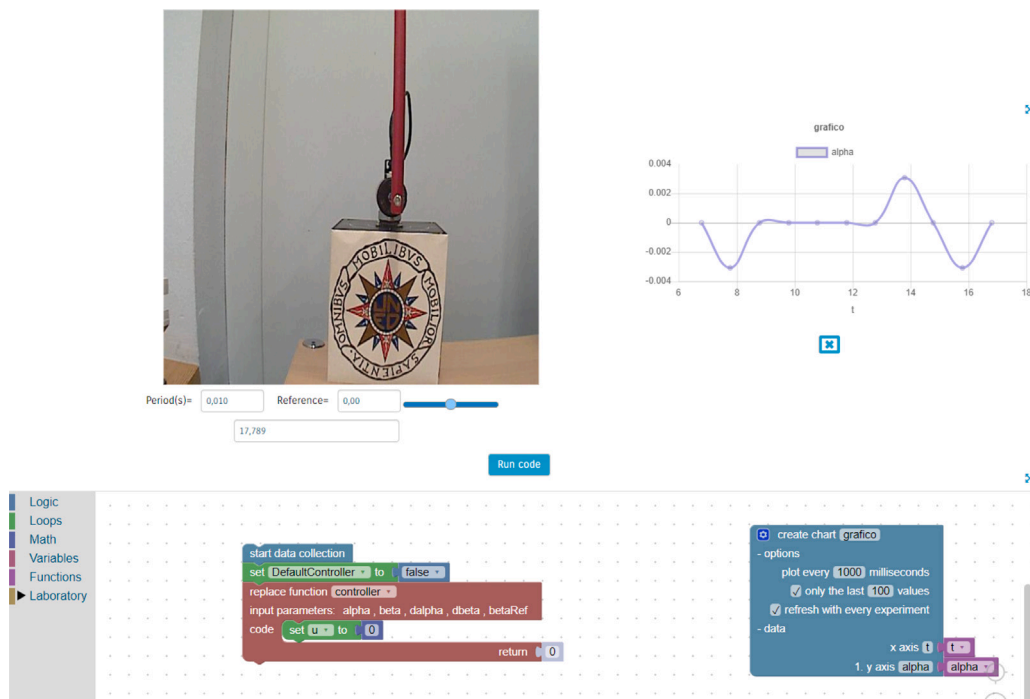 MOBILIBVS
MOBILIOR
SAPIENTIA
OMNIBVS
UNED
Period(s)= 0,010 Reference= 0,00
17,789
Run code
grafico
alpha
0.004
0.002
0
-0.002
-0.004
6 8 10 12 14 16 18
t
Logic
Loops
Math
Variables
Functions
Laboratory
start data collection
set DefaultController to false
replace function controller
input parameters: alpha , beta , dalpha , dbeta , betaRef
code set u to 0
return 0
create chart grafico
- options
plot every 1000 milliseconds
only the last 100 values
refresh with every experiment
- data
x axis t t
1. y axis alpha alpha